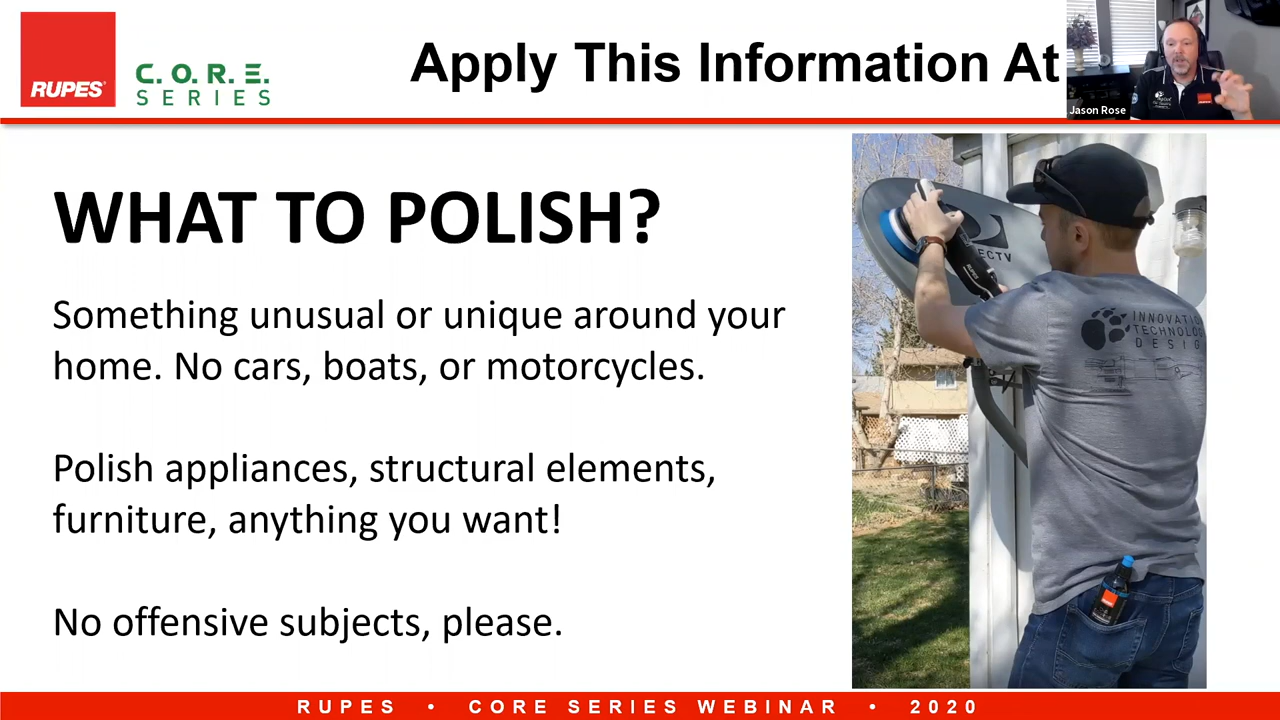 RUPES
C.O.R.E.
SERIES
Apply This Information At
Jason Rose
WHAT TO POLISH?
Something unusual or unique around your
home. No cars, boats, or motorcycles.
Polish appliances, structural elements,
furniture, anything you want!
No offensive subjects, please.
ECTV
RUPES
INNOVATIO
TECHNOLOG
DESIG
RUPES • CORE SERIES WEBINAR • 2020